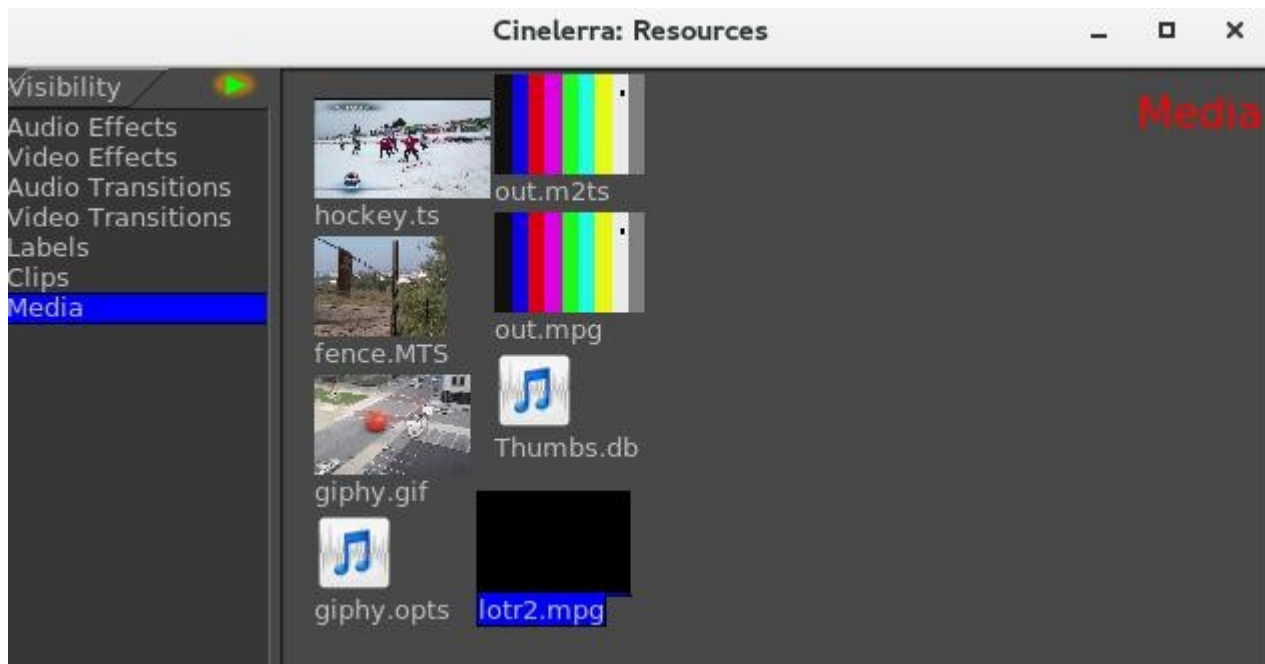 Cinelerra: Resources
Visibility
Audio Effects
Video Effects
Audio Transitions
Video Transitions
Labels
Clips
Media
Media
hockey.ts
fence.MTS
giphy.gif
giphy.opts
out.m2ts
out.mpg
Thumbs.db
lotr2.mpg